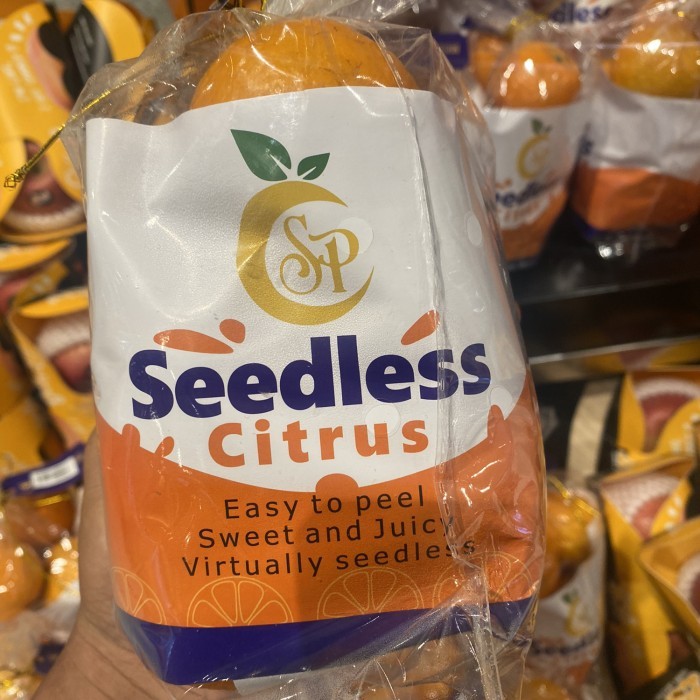 SP
Seedless
Citrus
Easy to peel
Sweet and Juicy
Virtually seedless